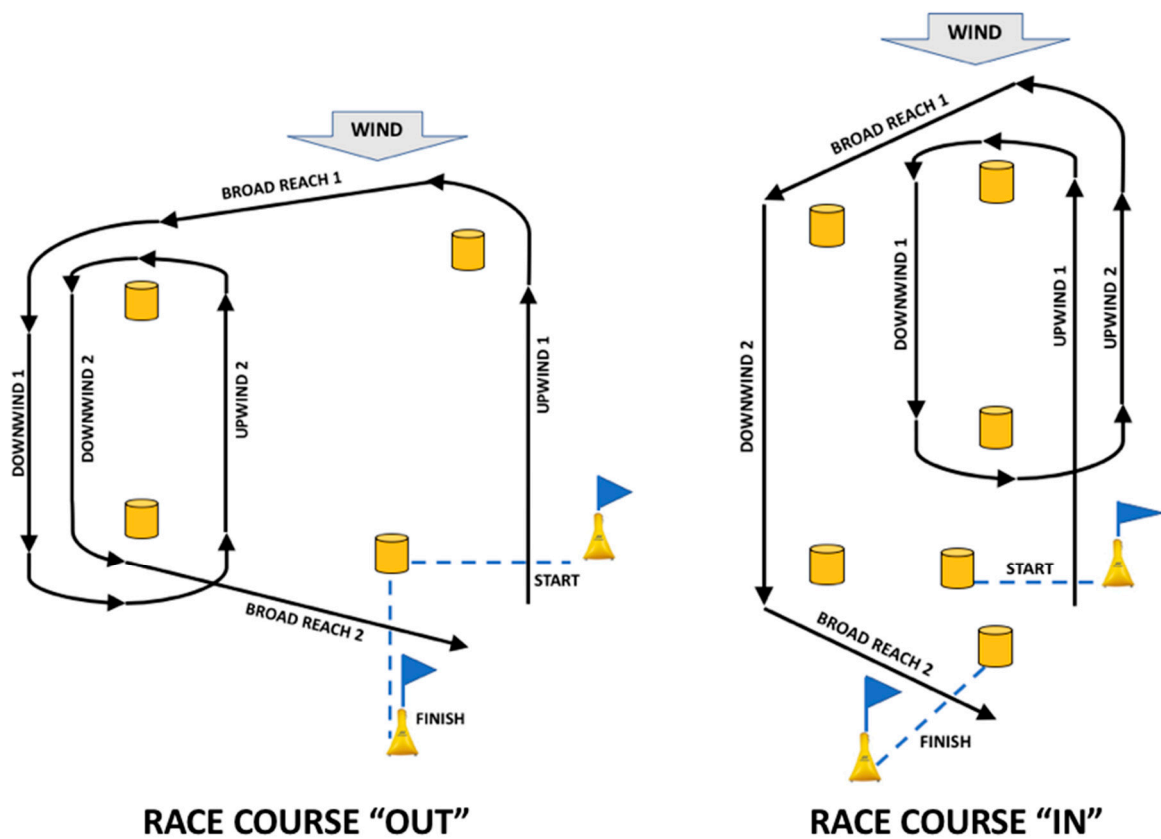 WIND
BROAD REACH 1
DOWNWIND 1
DOWNWIND 2
UPWIND 2
UPWIND 1
START
BROAD REACH 2
FINISH
RACE COURSE “OUT”
WIND
BROAD REACH 1
DOWNWIND 1
UPWIND 1
UPWIND 2
DOWNWIND 2
START
BROAD REACH 2
FINISH
RACE COURSE “IN”